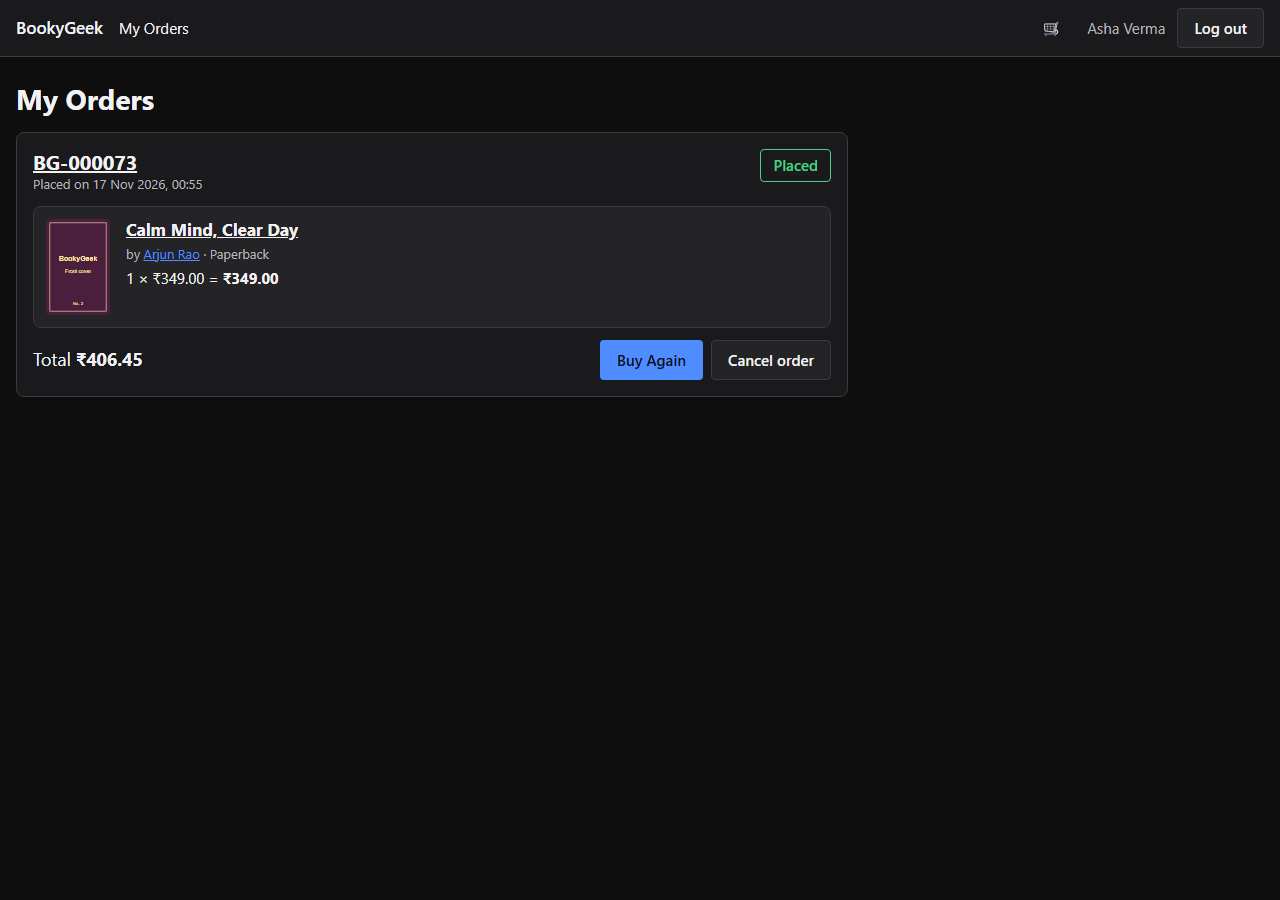 BookyGeek My Orders Asha Verma Log out
My Orders
BG-000073 Placed
Placed on 17 Nov 2026, 00:55
BookyGeek
Front cover
No. 2
Calm Mind, Clear Day
by Arjun Rao · Paperback
1 × ₹349.00 = ₹349.00
Total ₹406.45 Buy Again Cancel order